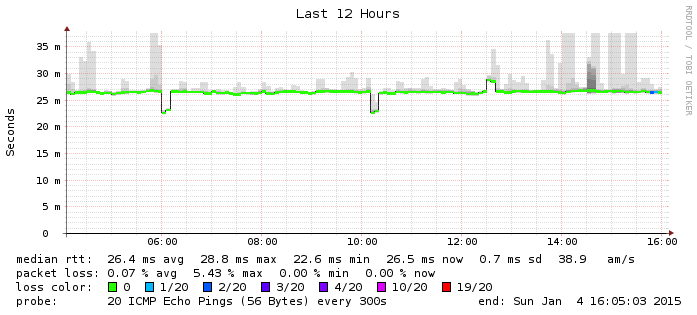 Last 12 Hours
RRDTOOL / TOBI OETIKER
Seconds
35 m
30 m
25 m
20 m
15 m
10 m
5 m
0
06:00 08:00 10:00 12:00 14:00 16:00
median rtt: 26.4 ms avg 28.8 ms max 22.6 ms min 26.5 ms now 0.7 ms sd 38.9 am/s
packet loss: 0.07 % avg 5.43 % max 0.00 % min 0.00 % now
loss color: 0 1/20 2/20 3/20 4/20 10/20 19/20
probe: 20 ICMP Echo Pings (56 Bytes) every 300s end: Sun Jan 4 16:05:03 2015